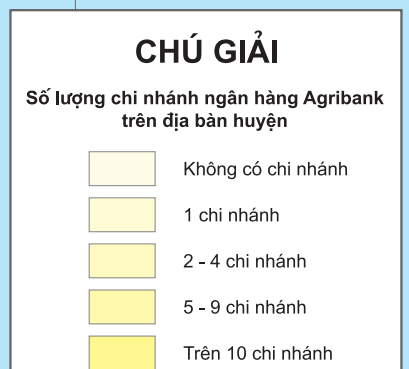 CHÚ GIẢI
Số lượng chi nhánh ngân hàng Agribank
trên địa bàn huyện
Không có chi nhánh
1 chi nhánh
2 - 4 chi nhánh
5 - 9 chi nhánh
Trên 10 chi nhánh